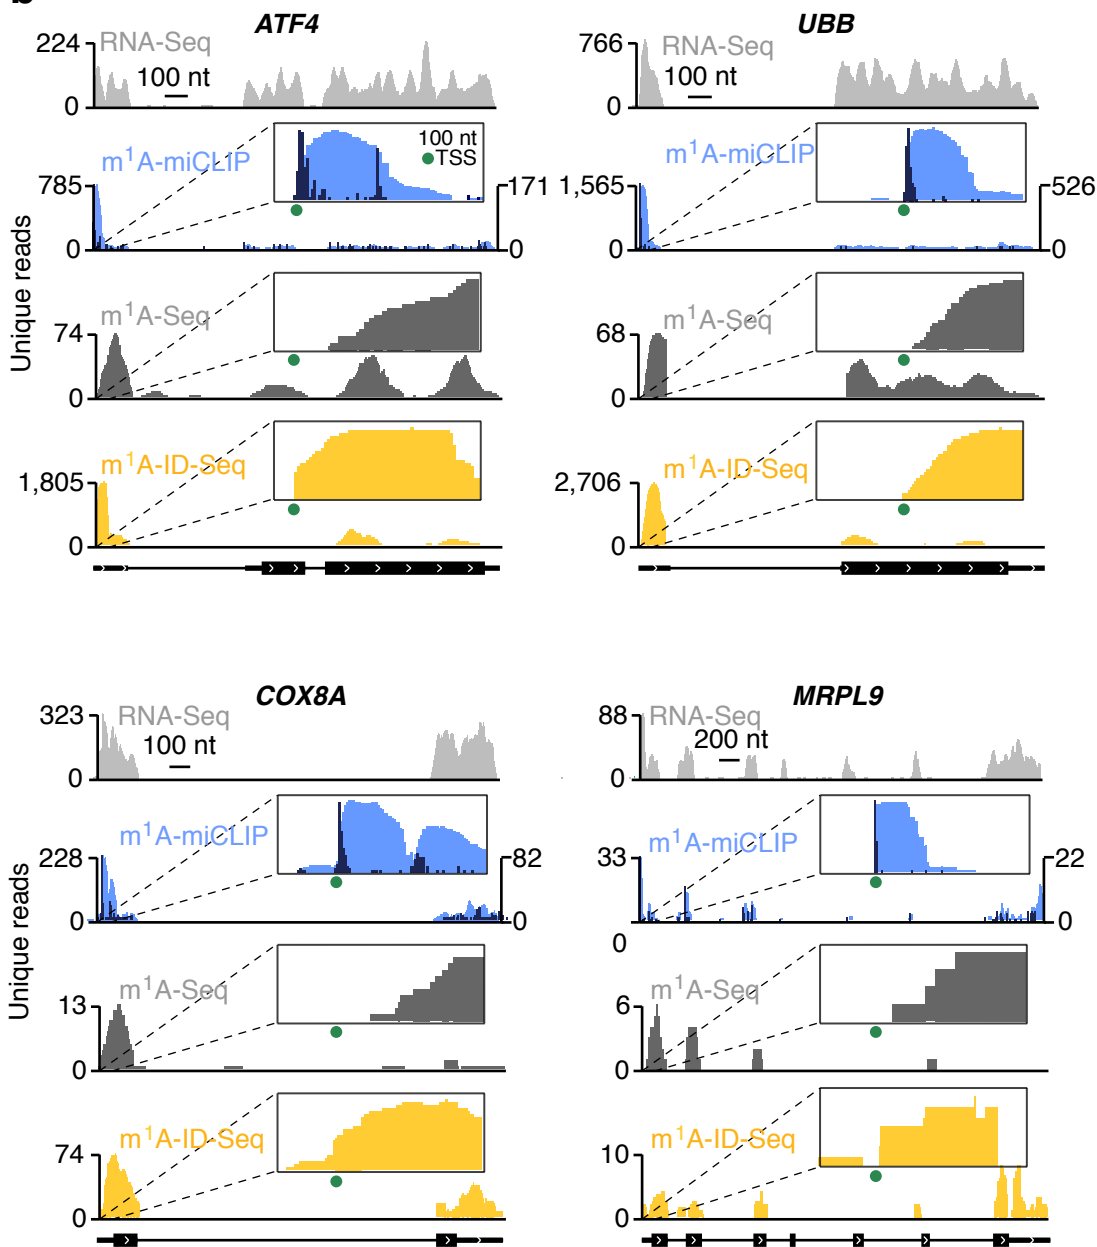 b
ATF4
224
RNA-Seq
100 nt
0
m¹A-miCLIP
100 nt
TSS
785
171
0
0
m¹A-Seq
74
0
m¹A-ID-Seq
1,805
0
Unique reads
UBB
766
RNA-Seq
100 nt
0
m¹A-miCLIP
1,565
526
0
0
m¹A-Seq
68
0
m¹A-ID-Seq
2,706
0
COX8A
323
RNA-Seq
100 nt
0
m¹A-miCLIP
228
82
0
0
m¹A-Seq
13
0
m¹A-ID-Seq
74
0
Unique reads
MRPL9
88
RNA-Seq
200 nt
0
m¹A-miCLIP
33
22
0
0
0
m¹A-Seq
6
0
m¹A-ID-Seq
10
0